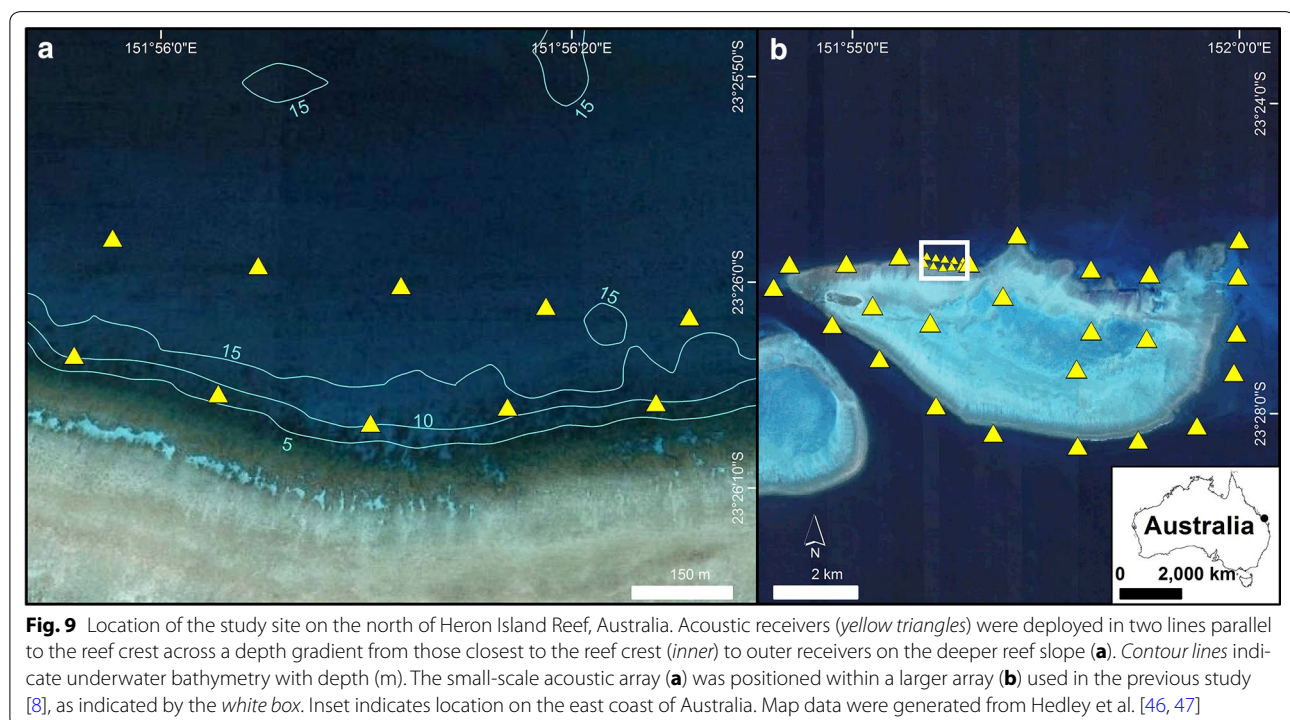 a
151°56'0"E
151°56'20"E
23°25'50"S
15
15
23°26'0"S
15
15
10
5
23°26'10"S
150 m
b
151°55'0"E
152°0'0"E
23°24'0"S
23°28'0"S
N
2 km
Australia
0 2,000 km
Fig. 9 Location of the study site on the north of Heron Island Reef, Australia. Acoustic receivers (yellow triangles) were deployed in two lines parallel
to the reef crest across a depth gradient from those closest to the reef crest (inner) to outer receivers on the deeper reef slope (a). Contour lines indi-
cate underwater bathymetry with depth (m). The small-scale acoustic array (a) was positioned within a larger array (b) used in the previous study
[8], as indicated by the white box. Inset indicates location on the east coast of Australia. Map data were generated from Hedley et al. [46, 47]